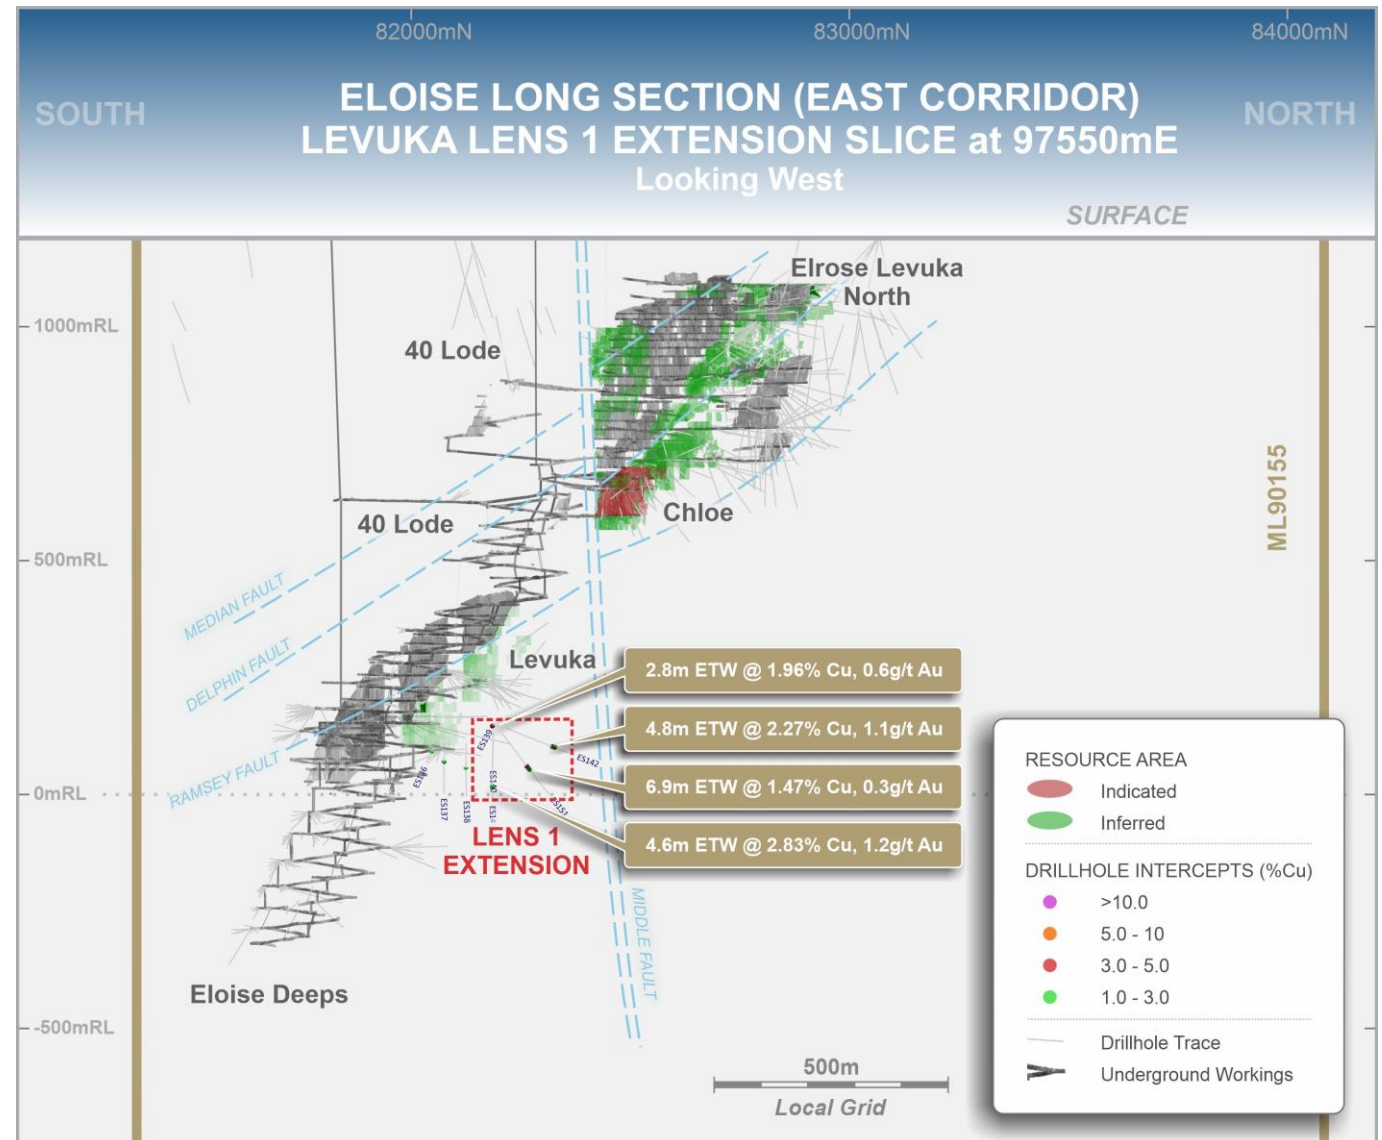 82000mN
83000mN
84000mN
SOUTH
ELOISE LONG SECTION (EAST CORRIDOR)
NORTH
LEVUKA LENS 1 EXTENSION SLICE at 97550mE
Looking West
SURFACE
Elrose Levuka
North
1000mRL
40 Lode
ML90155
40 Lode
Chloe
500mRL
MEDIAN FAULT
DELPHIN FAULT
Levuka
2.8m ETW @ 1.96% Cu, 0.6g/t Au
4.8m ETW @ 2.27% Cu, 1.1g/t Au
ES139
ES142
RAMSEY FAULT
6.9m ETW @ 1.47% Cu, 0.3g/t Au
0mRL
ES137
ES138
ES151
LENS 1
EXTENSION
4.6m ETW @ 2.83% Cu, 1.2g/t Au
MIDDLE FAULT
Eloise Deeps
-500mRL
500m
Local Grid
RESOURCE AREA
Indicated
Inferred
DRILLHOLE INTERCEPTS (%Cu)
>10.0
5.0 - 10
3.0 - 5.0
1.0 - 3.0
Drillhole Trace
Underground Workings